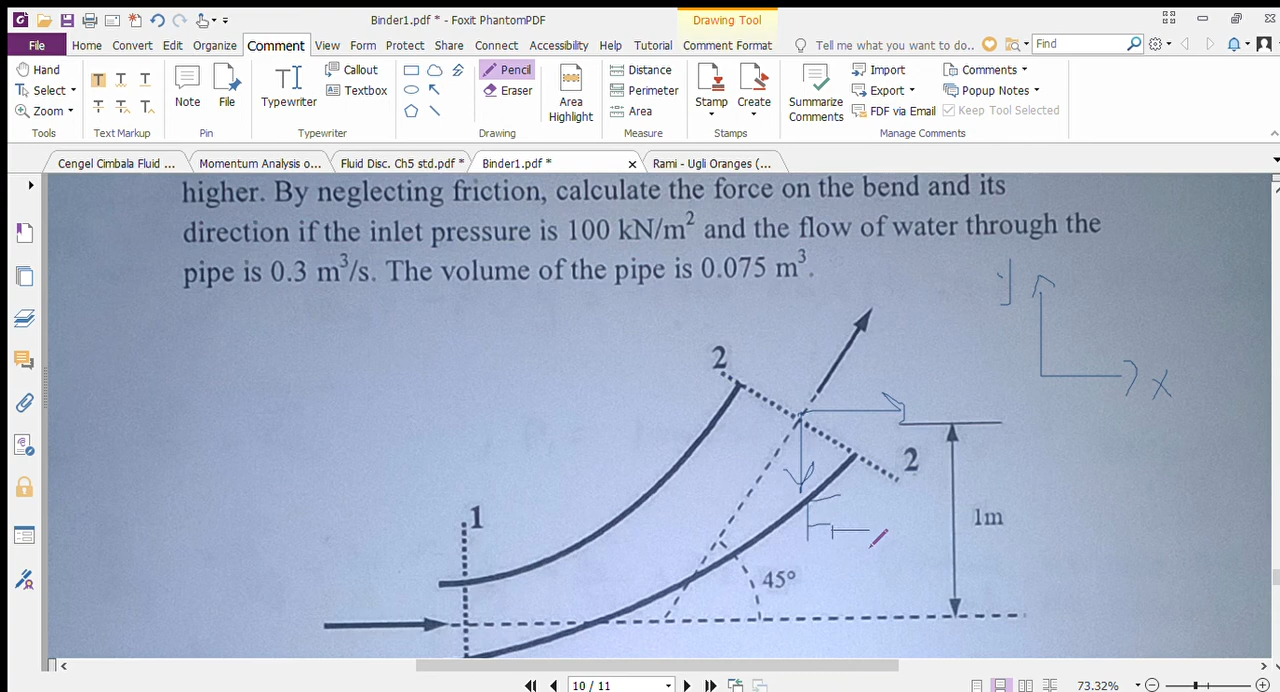 Binder1.pdf * - Foxit PhantomPDF
Drawing Tool
File Home Convert Edit Organize Comment View Form Protect Share Connect Accessibility Help Tutorial Comment Format Tell me what you want to do.. Find
Hand
Select
Zoom
Tools
T T T
T T T
Text Markup
Note File
Pin
Typewriter
Callout
Textbox
Typewriter
Pencil
Eraser
Area
Highlight
Drawing
Distance
Perimeter
Area
Measure
Stamp Create
Stamps
Summarize
Comments
Import
Export
FDF via Email
Comments
Popup Notes
Keep Tool Selected
Manage Comments
Cengel Cimbala Fluid ... Momentum Analysis o... Fluid Disc. Ch5 std.pdf * Binder1.pdf * Rami - Ugli Oranges (...
higher. By neglecting friction, calculate the force on the bend and its
direction if the inlet pressure is 100 kN/m² and the flow of water through the
pipe is 0.3 m³/s. The volume of the pipe is 0.075 m³.
y
x
2
2
1
1m
45°
F
10 / 11
73.32%